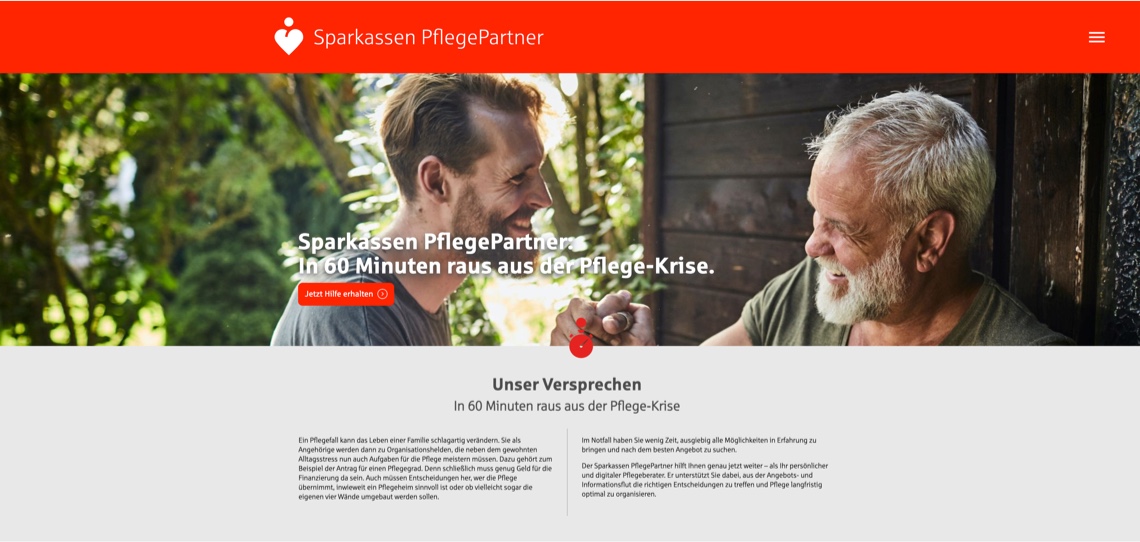 Sparkassen PflegePartner
Sparkassen PflegePartner:
In 60 Minuten raus aus der Pflege-Krise.
Jetzt Hilfe erhalten
Unser Versprechen
In 60 Minuten raus aus der Pflege-Krise
Ein Pflegefall kann das Leben einer Familie schlagartig verändern. Sie als
Angehörige werden dann zu Organisationshelden, die neben dem gewohnten
Alltagsstress nun auch Aufgaben für die Pflege meistern müssen. Dazu gehört zum
Beispiel der Antrag für einen Pflegegrad. Denn schließlich muss genug Geld für die
Finanzierung da sein. Auch müssen Entscheidungen her, wer die Pflege
übernimmt, inwieweit ein Pflegeheim sinnvoll ist oder ob vielleicht sogar die
eigenen vier Wände umgebaut werden sollen.
Im Notfall haben Sie wenig Zeit, ausgiebig alle Möglichkeiten in Erfahrung zu
bringen und nach dem besten Angebot zu suchen.
Der Sparkassen PflegePartner hilft Ihnen genau jetzt weiter – als Ihr persönlicher
und digitaler Pflegeberater. Er unterstützt Sie dabei, aus der Angebots- und
Informationsflut die richtigen Entscheidungen zu treffen und Pflege langfristig
optimal zu organisieren.